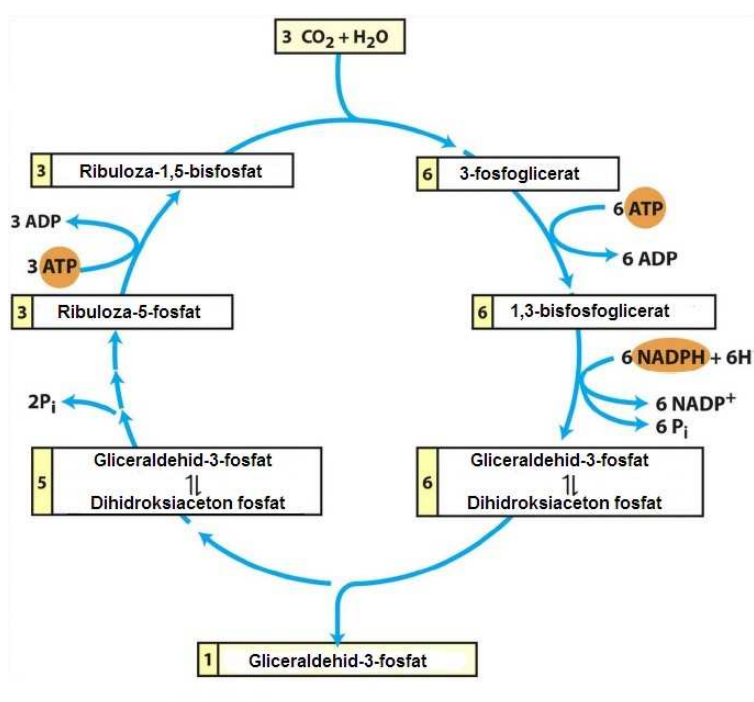 3 CO₂ + H₂O
3 Ribuloza-1,5-bisfosfat
6 3-fosfoglicerat
3 ADP
3 ATP
6 ATP
6 ADP
3 Ribuloza-5-fosfat
6 1,3-bisfosfoglicerat
6 NADPH + 6H
6 NADP⁺
6 Pᵢ
2Pᵢ
5
Gliceraldehid-3-fosfat
⥮
Dihidroksiaceton fosfat
6
Gliceraldehid-3-fosfat
⥮
Dihidroksiaceton fosfat
1 Gliceraldehid-3-fosfat